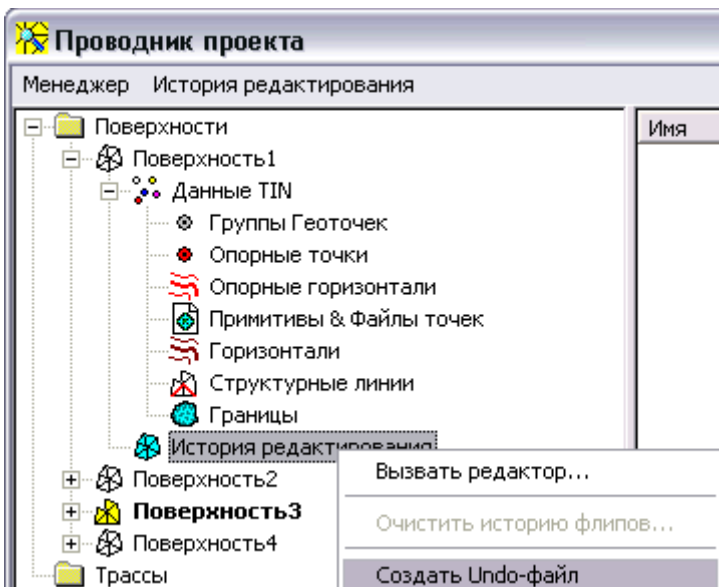 Проводник проекта
Менеджер История редактирования
Поверхности
Имя
Поверхность1
Данные TIN
Группы Геоточек
Опорные точки
Опорные горизонтали
Примитивы & Файлы точек
Горизонтали
Структурные линии
Границы
История редактирования
Поверхность2
Поверхность3
Поверхность4
Трассы
Вызвать редактор...
Очистить историю флипов...
Создать Undo-файл